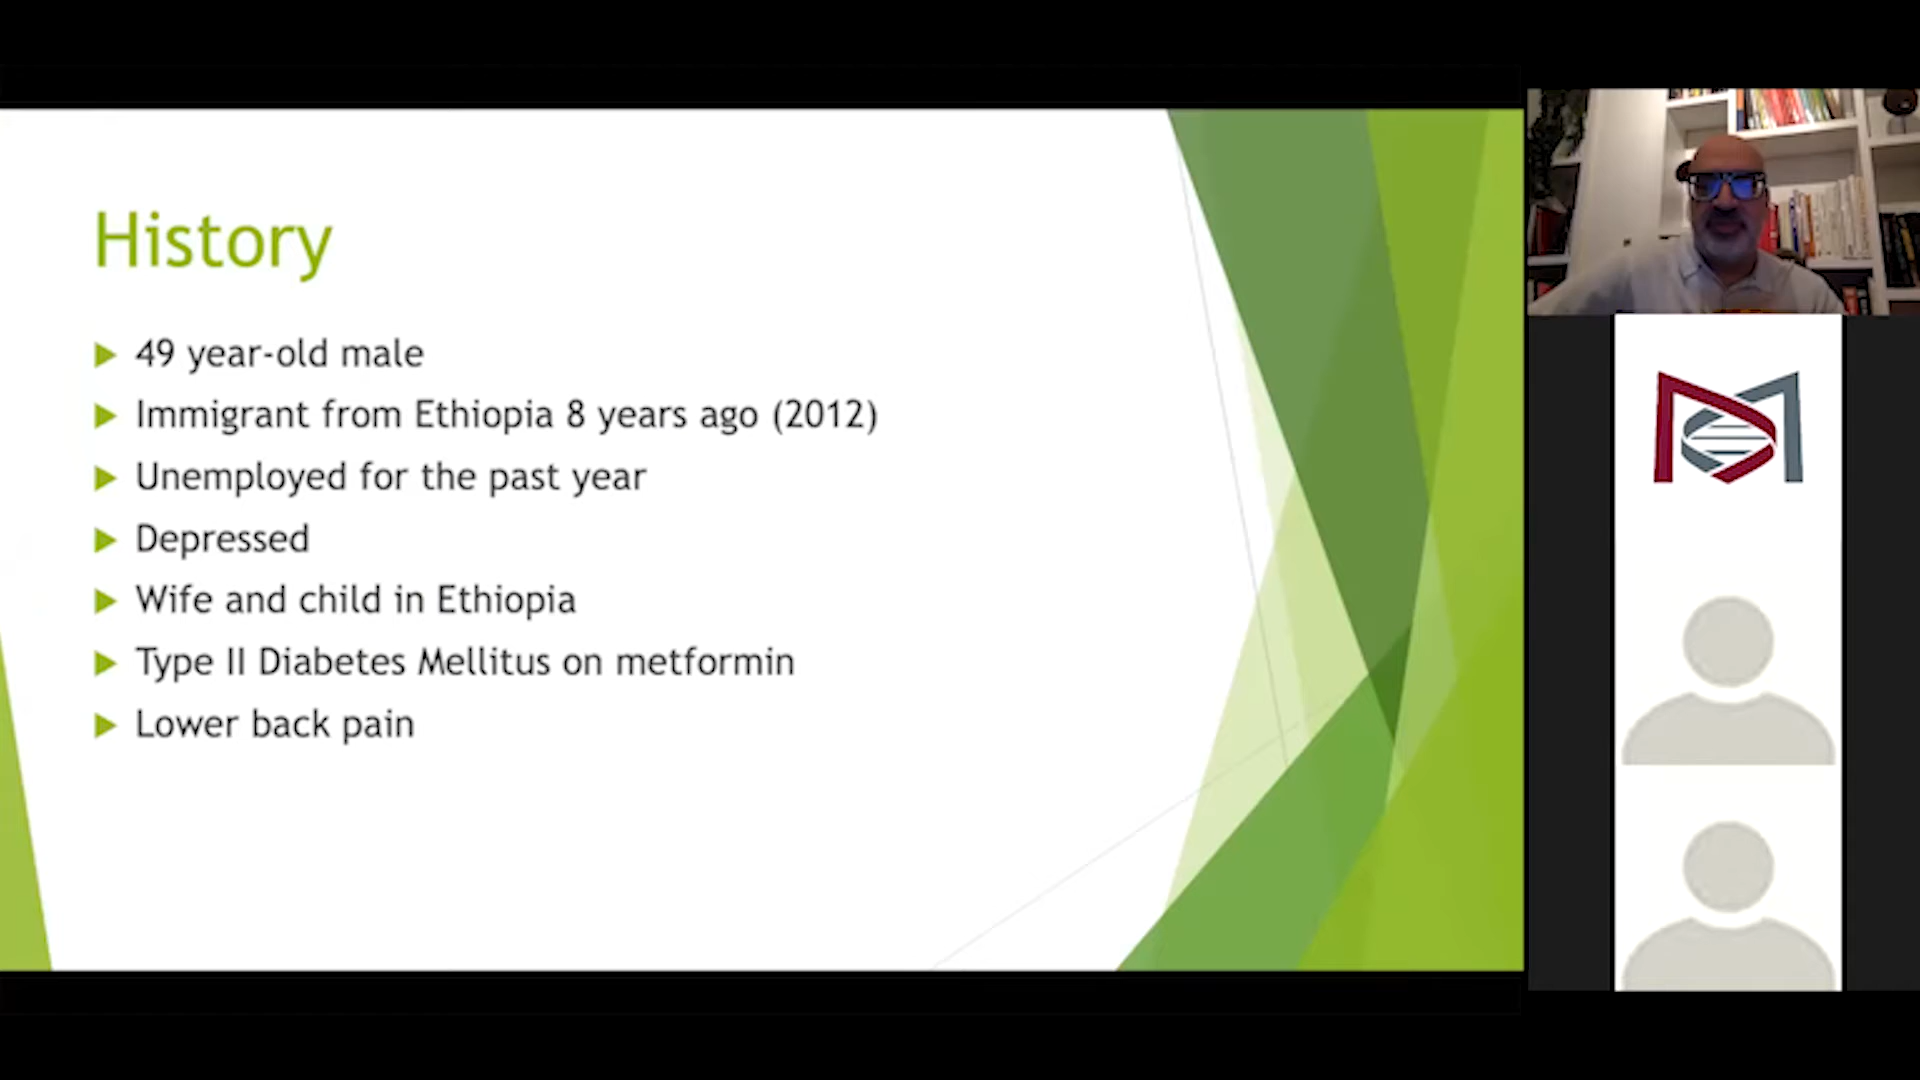 History
49 year-old male
Immigrant from Ethiopia 8 years ago (2012)
Unemployed for the past year
Depressed
Wife and child in Ethiopia
Type II Diabetes Mellitus on metformin
Lower back pain